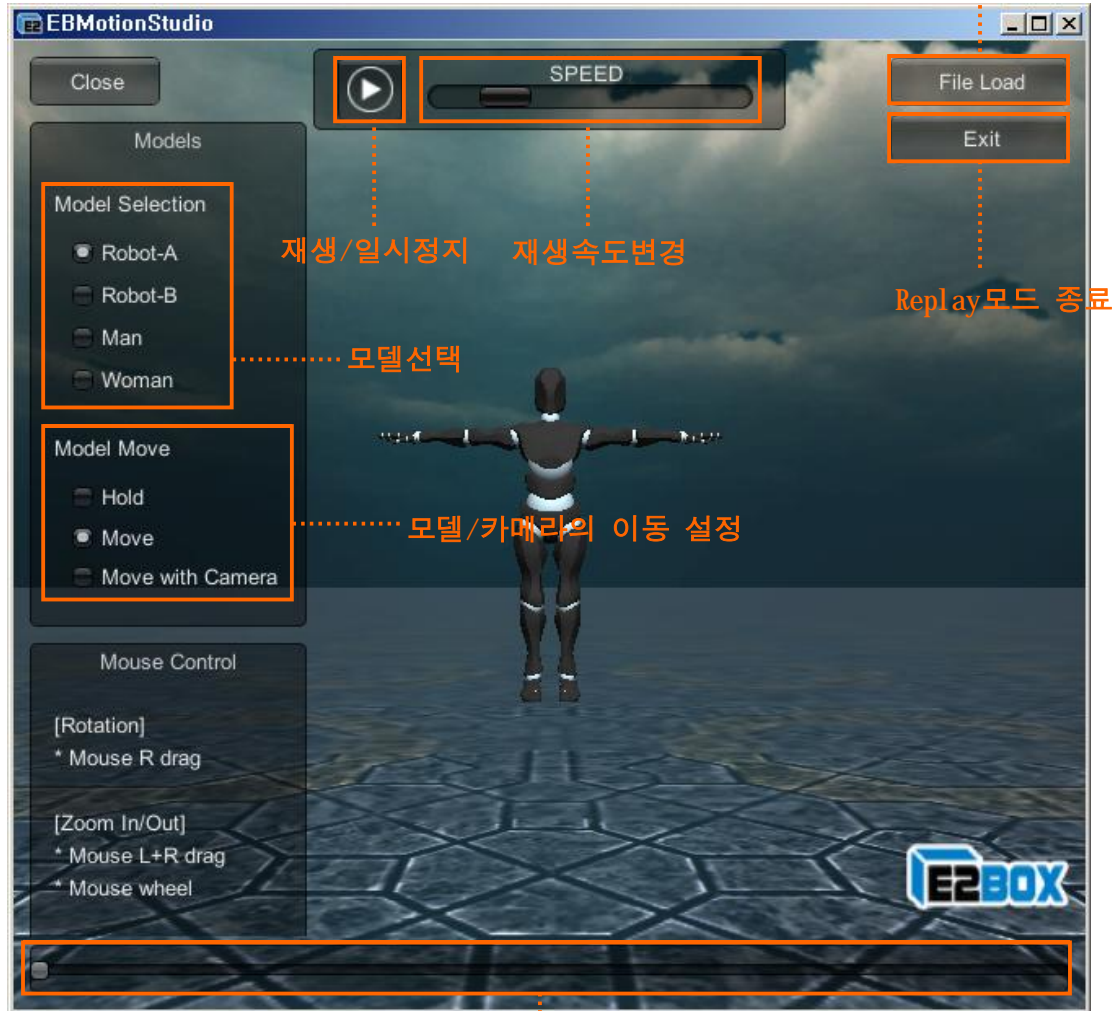 EBMotionStudio
Close
SPEED
File Load
Exit
Models
Model Selection
Robot-A
Robot-B
Man
Woman
재생/일시정지
재생속도변경
Replay모드 종료
모델선택
Model Move
Hold
Move
Move with Camera
모델/카메라의 이동 설정
Mouse Control
[Rotation]
* Mouse R drag
[Zoom In/Out]
* Mouse L+R drag
* Mouse wheel
E2BOX